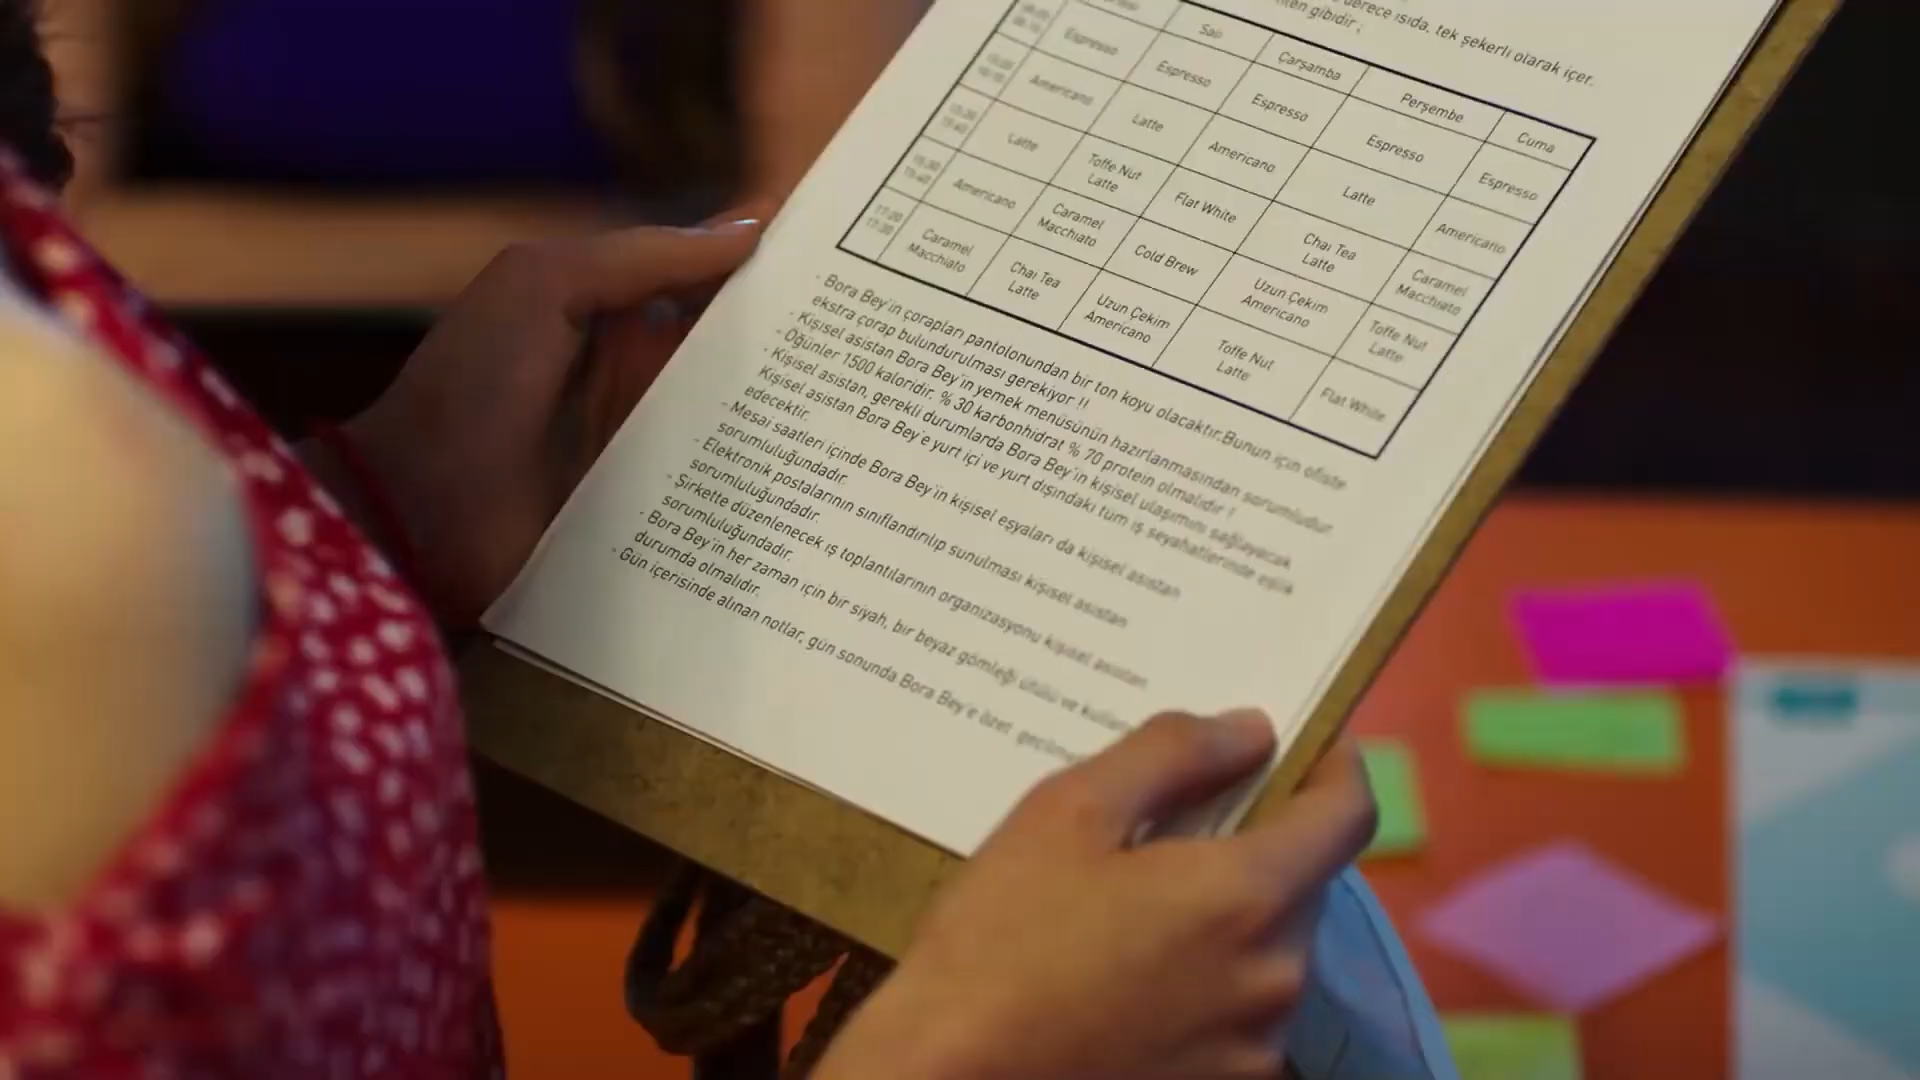 derece ısıda, tek şekerli olarak içer.
gibidir ;
Salı Çarşamba Perşembe Cuma
Espresso Espresso Espresso Espresso Espresso
Americano Latte Americano Latte Americano
Latte Toffe Nut Latte Flat White Chai Tea Latte Caramel Macchiato
Americano Caramel Macchiato Cold Brew Uzun Çekim Americano Toffe Nut Latte
17:20 17:30 Caramel Macchiato Chai Tea Latte Uzun Çekim Americano Toffe Nut Latte Flat White
- Bora Bey'in çorapları pantolonundan bir ton koyu olacaktır.Bunun için ofiste
ekstra çorap bulundurulması gerekiyor !!
- Kişisel asistan Bora Bey'in yemek menüsünün hazırlanmasından sorumludur.
- Öğünler 1500 kaloridir. % 30 karbonhidrat % 70 protein olmalıdır !
- Kişisel asistan, gerekli durumlarda Bora Bey'in kişisel ulaşımını sağlayacak
Kişisel asistan Bora Bey'e yurt içi ve yurt dışındaki tüm iş seyahatlerinde eşlik
edecektir.
- Mesai saatleri içinde Bora Bey'in kişisel eşyaları da kişisel asistan
sorumluluğundadır.
- Elektronik postalarının sınıflandırılıp sunulması kişisel asistan
sorumluluğundadır.
- Şirkette düzenlenecek iş toplantılarının organizasyonu kişisel asistan
sorumluluğundadır.
- Bora Bey'in her zaman için bir siyah, bir beyaz gömleği ütülü ve
durumda olmalıdır.
- Gün içerisinde alınan notlar, gün sonunda Bora Bey'e özet